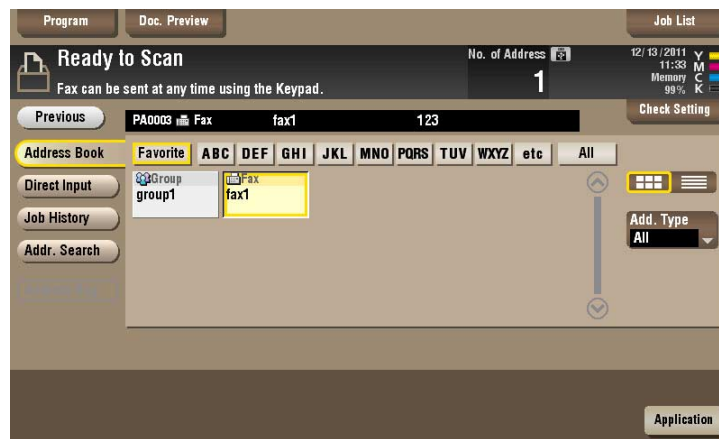 Program Doc. Preview Job List
Ready to Scan No. of Address 1
Fax can be sent at any time using the Keypad.
12/13/2011
11:33
Memory
99%
Y
M
C
K
Previous PA0003 Fax fax1 123 Check Setting
Address Book Favorite ABC DEF GHI JKL MNO PQRS TUV WXYZ etc All
Direct Input Group Fax
group1 fax1
Job History Add. Type
All
Addr. Search
Application